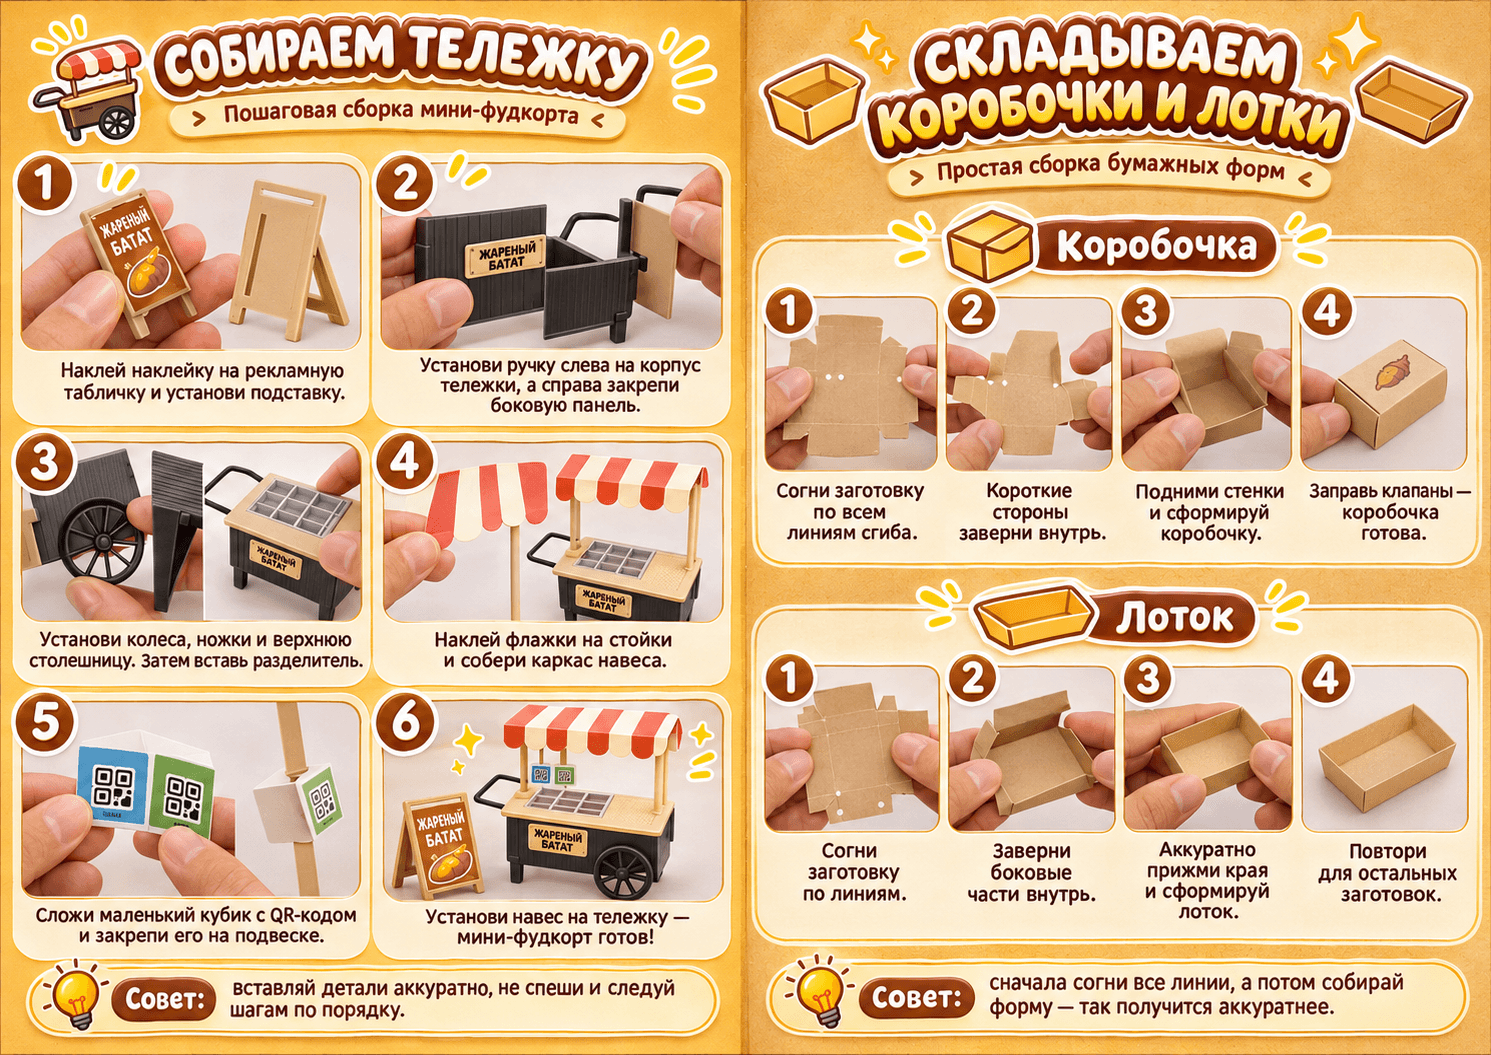 СОБИРАЕМ ТЕЛЕЖКУ
Пошаговая сборка мини-фудкорта
1
ЖАРЕНЫЙ
БАТАТ
Наклей наклейку на рекламную
табличку и установи подставку.
2
ЖАРЕНЫЙ
БАТАТ
Установи ручку слева на корпус
тележки, а справа закрепи
боковую панель.
3
ЖАРЕНЫЙ
БАТАТ
Установи колеса, ножки и верхнюю
столешницу. Затем вставь разделитель.
4
ЖАРЕНЫЙ
БАТАТ
Наклей флажки на стойки
и собери каркас навеса.
5
Сложи маленький кубик с QR-кодом
и закрепи его на подвеске.
6
ЖАРЕНЫЙ
БАТАТ
ЖАРЕНЫЙ
БАТАТ
Установи навес на тележку —
мини-фудкорт готов!
Совет:
вставляй детали аккуратно, не спеши и следуй
шагам по порядку.
СКЛАДЫВАЕМ
КОРОБОЧКИ И ЛОТКИ
Простая сборка бумажных форм
Коробочка
1
Согни заготовку
по всем
линиям сгиба.
2
Короткие
стороны
заверни внутрь.
3
Подними стенки
и сформируй
коробочку.
4
Заправь клапаны —
коробочка
готова.
Лоток
1
Согни
заготовку
по линиям.
2
Заверни
боковые
части внутрь.
3
Аккуратно
прижми края
и сформируй
лоток.
4
Повтори
для остальных
заготовок.
Совет:
сначала согни все линии, а потом собирай
форму — так получится аккуратнее.